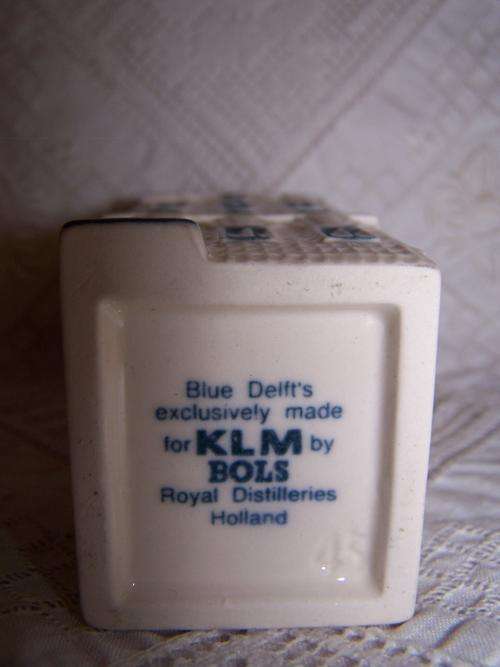 Blue Delft's
exclusively made
for KLM by
BOLS
Royal Distilleries
Holland